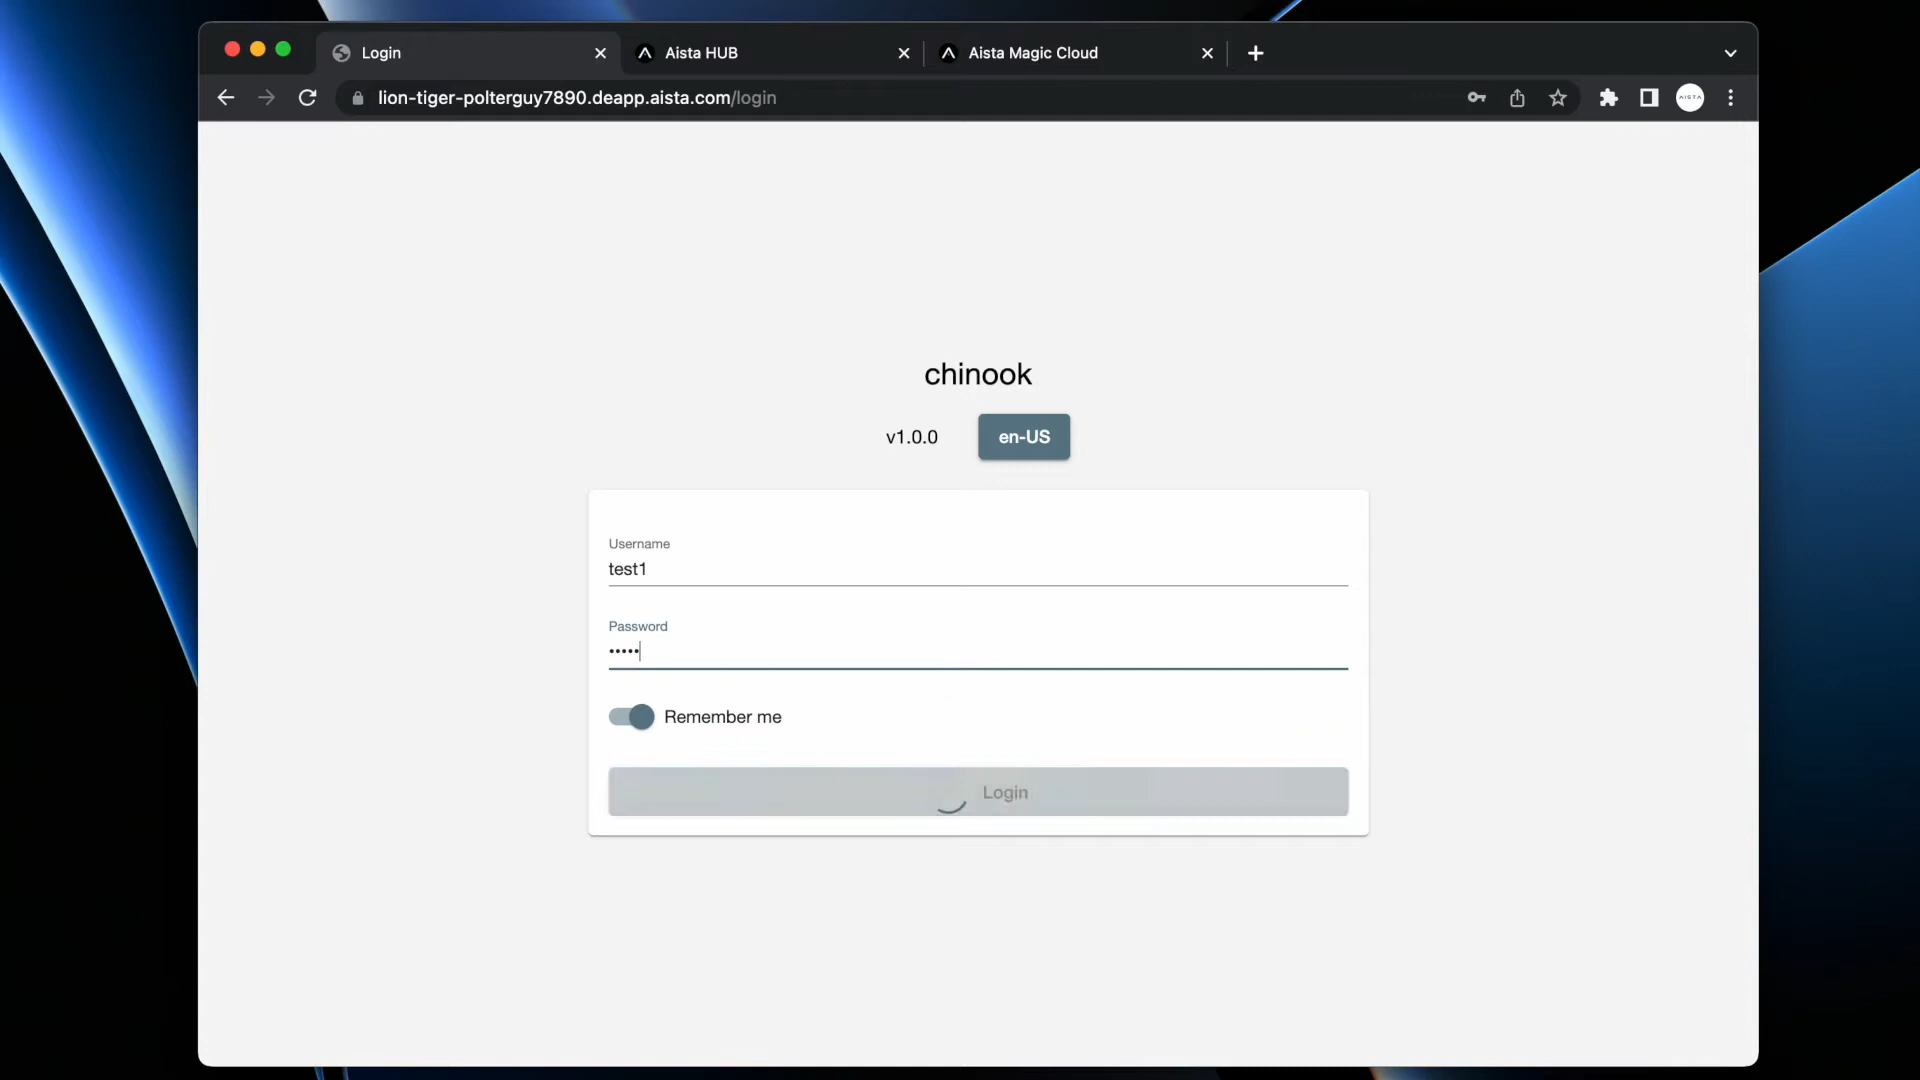 Login
Aista HUB
Aista Magic Cloud
lion-tiger-polterguy7890.deapp.aista.com/login
AISTA
chinook
v1.0.0
en-US
Username
test1
Password
•••••
Remember me
Login